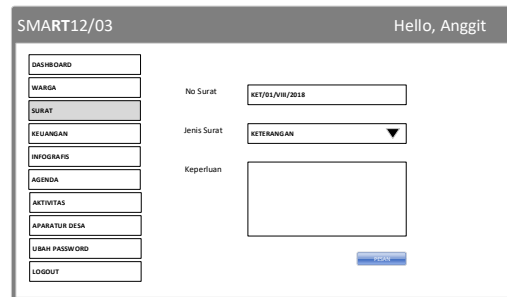 SMART12/03
Hello, Anggit
DASHBOARD
WARGA
SURAT
KEUANGAN
INFOGRAFIS
AGENDA
AKTIVITAS
APARATUR DESA
UBAH PASSWORD
LOGOUT
No Surat
KET/01/VIII/2018
Jenis Surat
KETERANGAN
Keperluan
PESAN